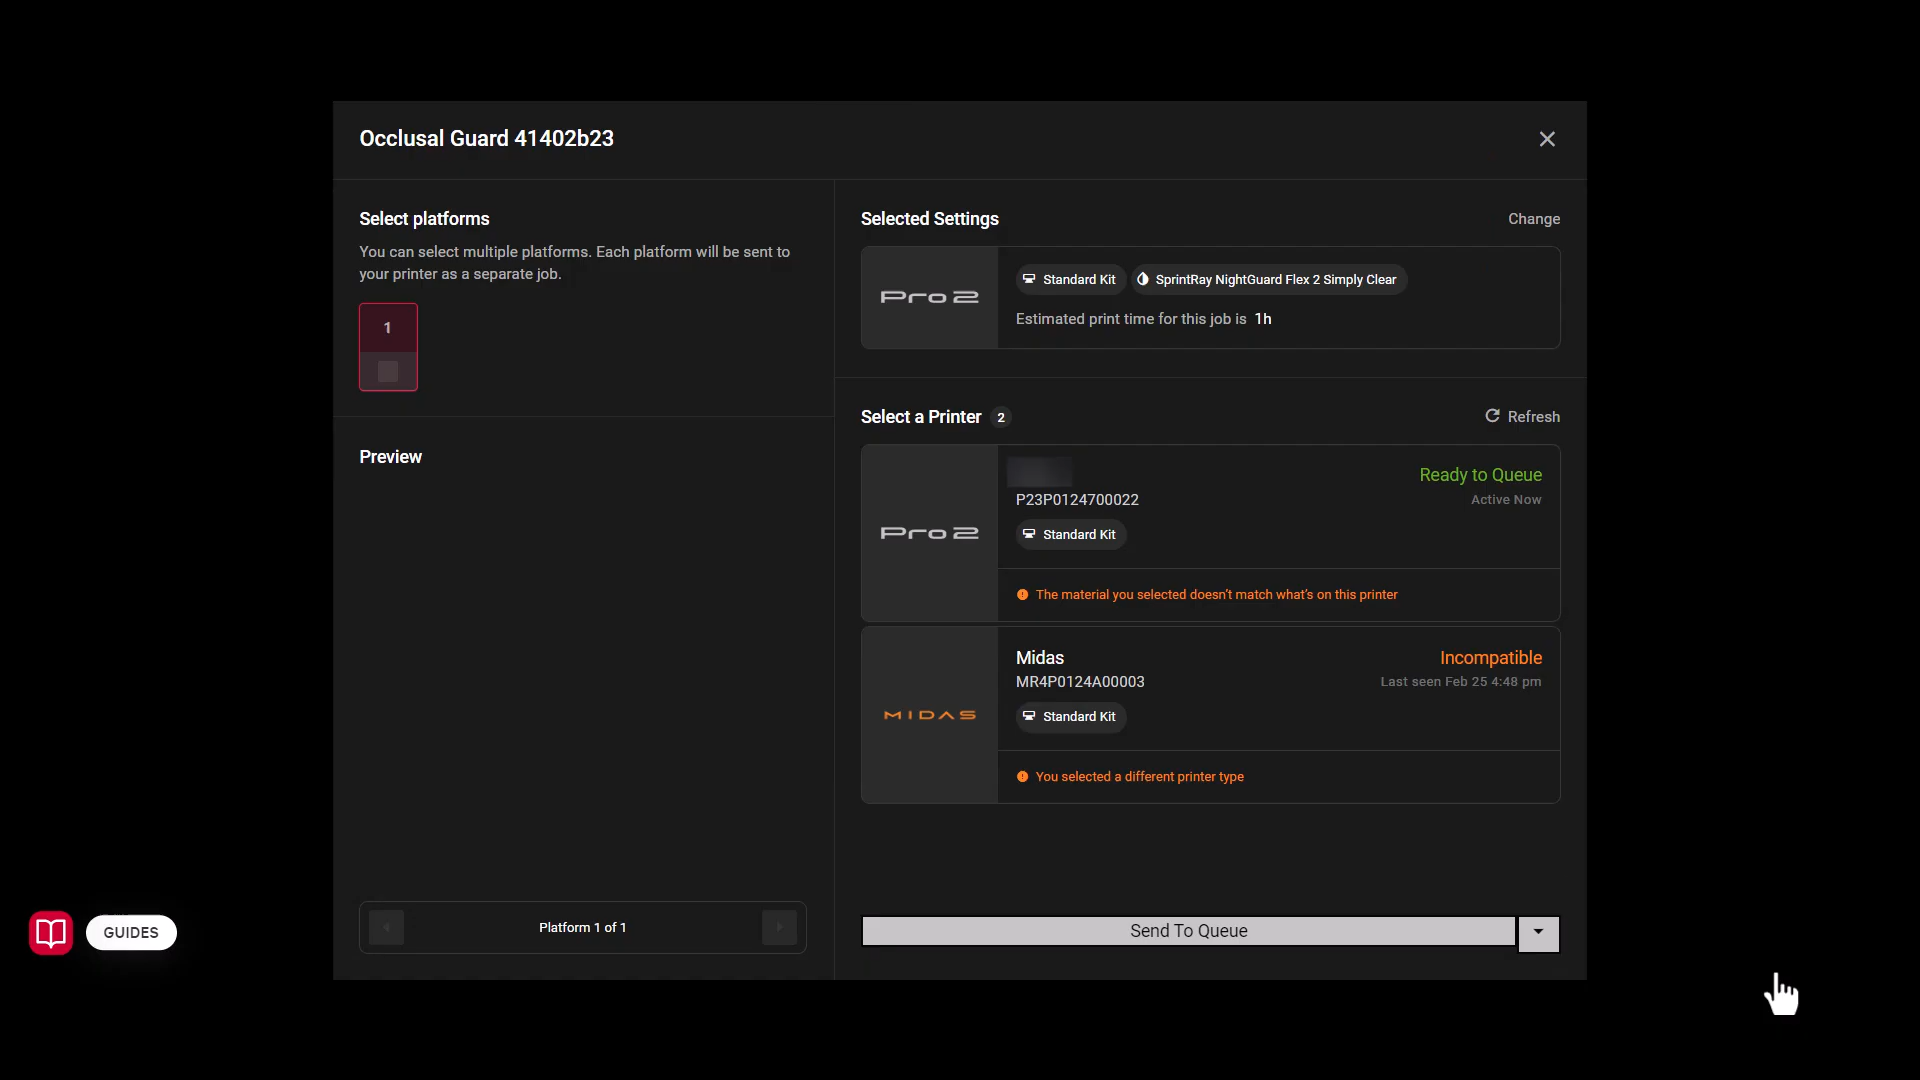 Occlusal Guard 41402b23
Select platforms
You can select multiple platforms. Each platform will be sent to
your printer as a separate job.
1
Preview
Platform 1 of 1
Selected Settings
Change
Pro 2
Standard Kit
SprintRay NightGuard Flex 2 Simply Clear
Estimated print time for this job is 1h
Select a Printer 2
Refresh
Pro 2
Ready to Queue
P23P0124700022
Active Now
Standard Kit
The material you selected doesn't match what's on this printer
MIDAS
Midas
Incompatible
MR4P0124A00003
Last seen Feb 25 4:48 pm
Standard Kit
You selected a different printer type
Send To Queue
GUIDES